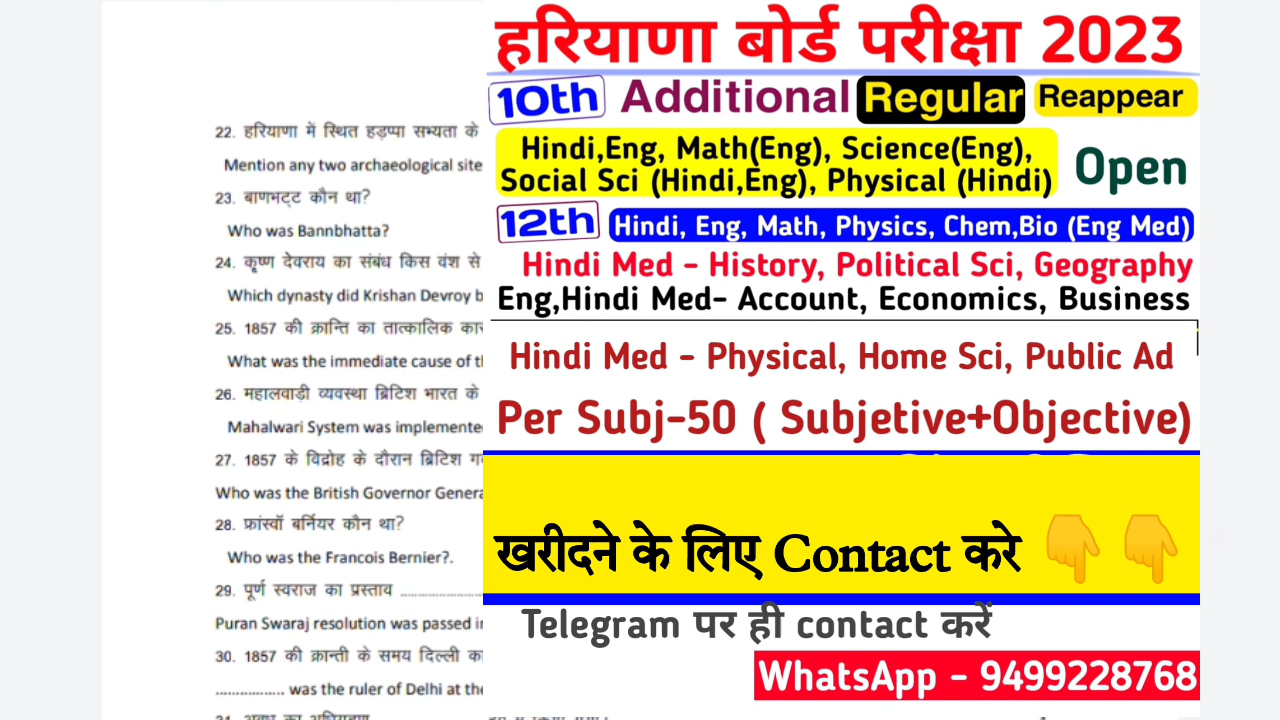 22. हरियाणा में स्थित हड़प्पा सभ्यता के
Mention any two archaeological site
23. बाणभट्ट कौन था?
Who was Bannbhatta?
24. कृष्ण देवराय का संबंध किस वंश से
Which dynasty did Krishan Devroy b
25. 1857 की क्रान्ति का तात्कालिक कार
What was the immediate cause of tl
26. महालवाड़ी व्यवस्था ब्रिटिश भारत के
Mahalwari System was implemente
27. 1857 के विद्रोह के दौरान ब्रिटिश ग
Who was the British Governor Genera
28. फ्रांस्वॉ बर्नियर कौन था?
Who was the Francois Bernier?.
29. पूर्ण स्वराज का प्रस्ताव ....................
Puran Swaraj resolution was passed i
30. 1857 की क्रान्ती के समय दिल्ली का
................. was the ruler of Delhi at the
हरियाणा बोर्ड परीक्षा 2023
10th Additional Regular Reappear
Hindi,Eng, Math(Eng), Science(Eng),
Social Sci (Hindi,Eng), Physical (Hindi) Open
12th Hindi, Eng, Math, Physics, Chem,Bio (Eng Med)
Hindi Med - History, Political Sci, Geography
Eng,Hindi Med- Account, Economics, Business
Hindi Med - Physical, Home Sci, Public Ad
Per Subj-50 ( Subjetive+Objective)
खरीदने के लिए Contact करे 👇👇
Telegram पर ही contact करें
WhatsApp - 9499228768